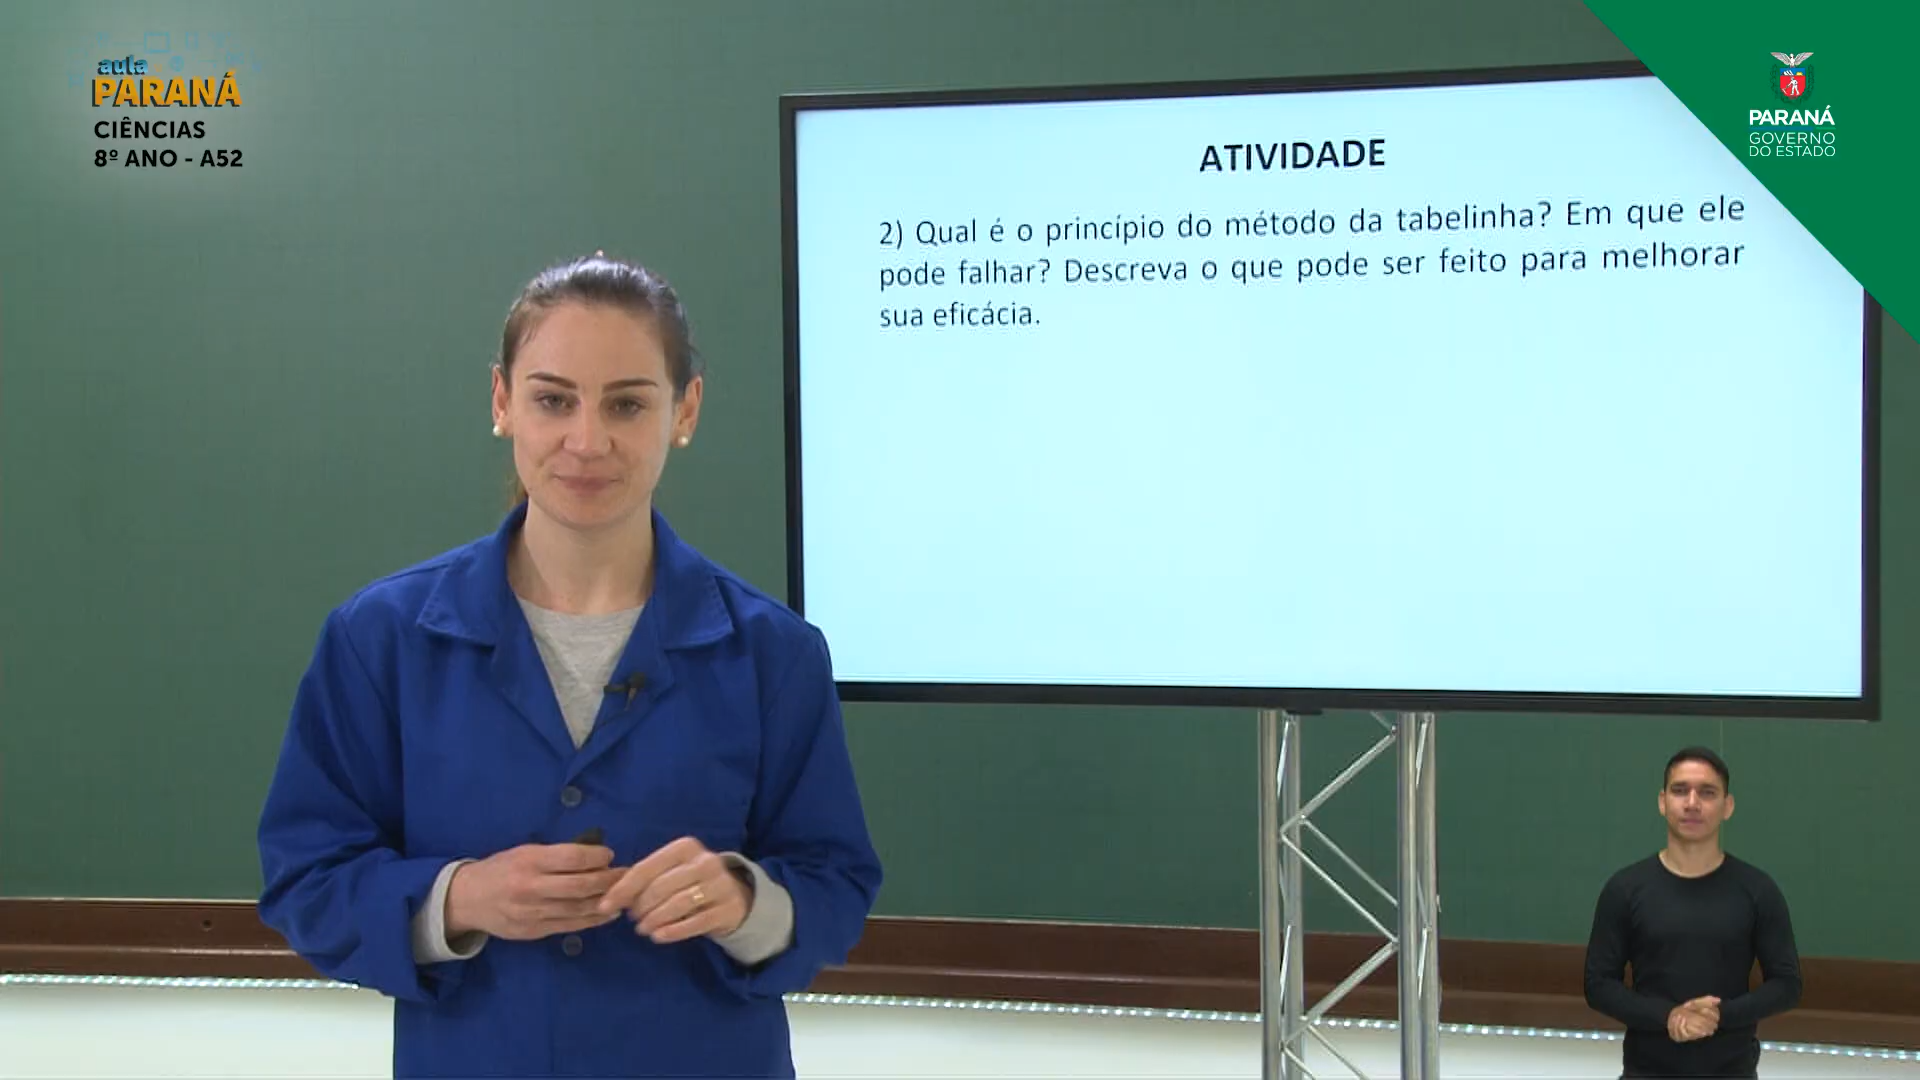 aula
PARANÁ
CIÊNCIAS
8º ANO - A52
ATIVIDADE
2) Qual é o princípio do método da tabelinha? Em que ele
pode falhar? Descreva o que pode ser feito para melhorar
sua eficácia.
PARANÁ
GOVERNO
DO ESTADO